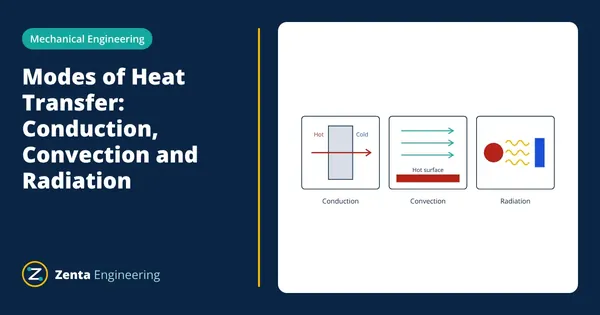 Mechanical Engineering
Modes of Heat
Transfer:
Conduction,
Convection and
Radiation
Zenta Engineering
Hot
Cold
Hot surface
Conduction
Convection
Radiation